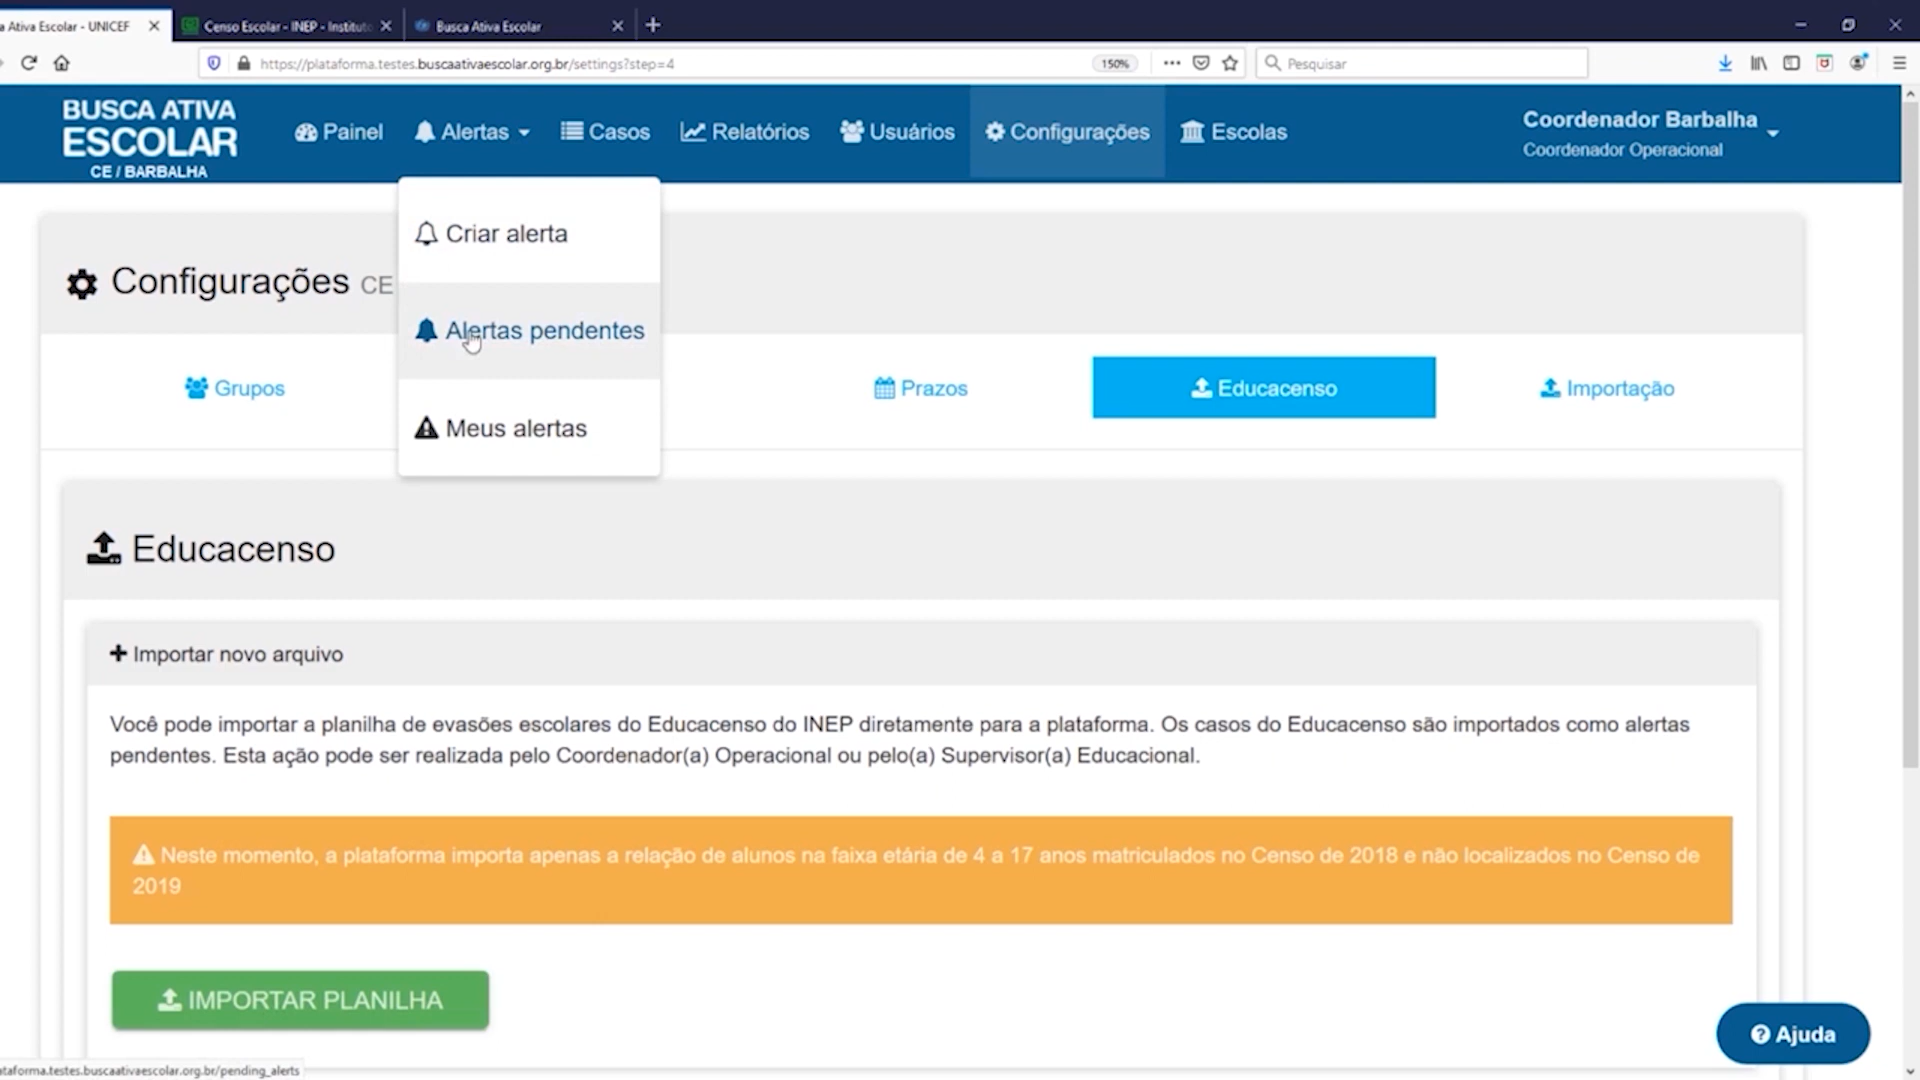 a Ativa Escolar - UNICEF
Censo Escolar - INEP - Institut
Busca Ativa Escolar
https://plataforma.testes.buscaativaescolar.org.br/settings?step=4
150%
Pesquisar
BUSCA ATIVA
ESCOLAR
CE / BARBALHA
Painel
Alertas
Casos
Relatórios
Usuários
Configurações
Escolas
Coordenador Barbalha
Coordenador Operacional
Criar alerta
Alertas pendentes
Meus alertas
Configurações CE
Grupos
Prazos
Educacenso
Importação
Educacenso
Importar novo arquivo
Você pode importar a planilha de evasões escolares do Educacenso do INEP diretamente para a plataforma. Os casos do Educacenso são importados como alertas
pendentes. Esta ação pode ser realizada pelo Coordenador(a) Operacional ou pelo(a) Supervisor(a) Educacional.
Neste momento, a plataforma importa apenas a relação de alunos na faixa etária de 4 a 17 anos matriculados no Censo de 2018 e não localizados no Censo de
2019
IMPORTAR PLANILHA
Ajuda
ataforma.testes.buscaativaescolar.org.br/pending_alerts